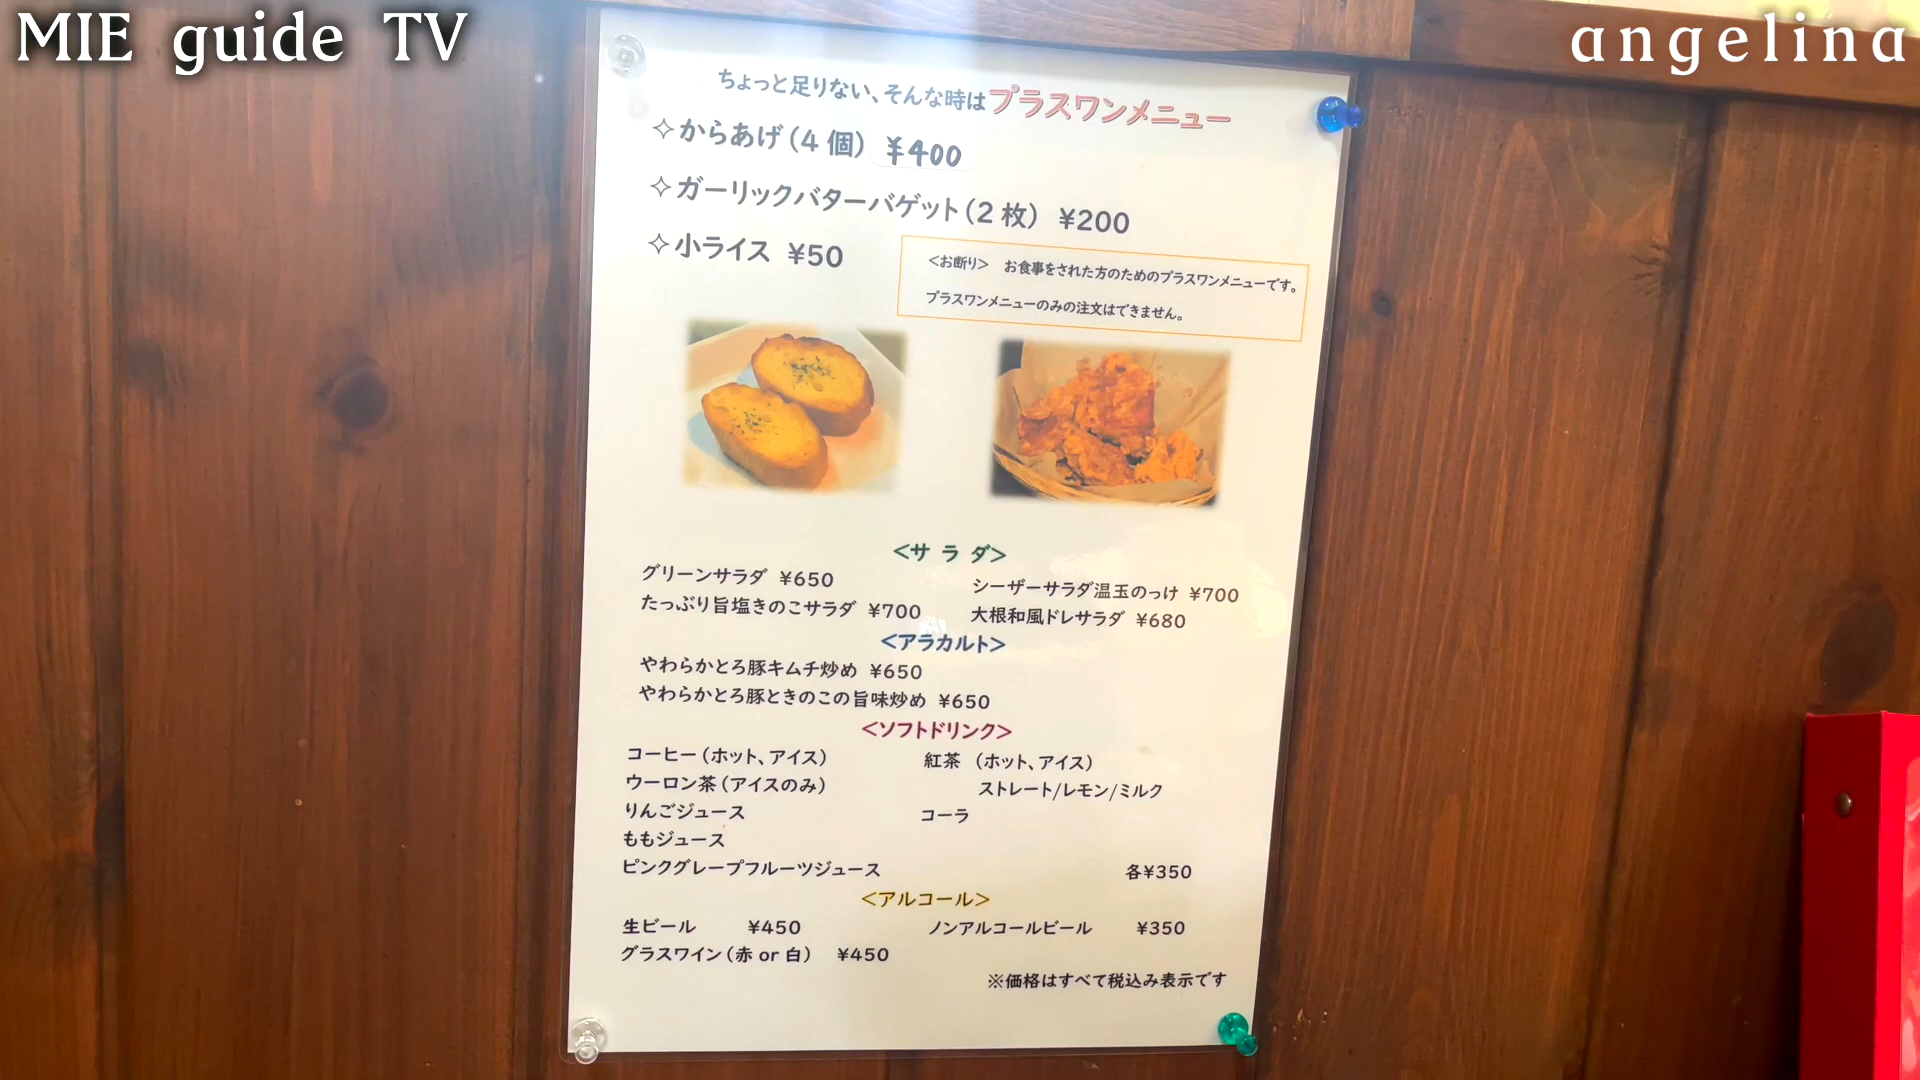 MIE guide TV
angelina
ちょっと足りない、そんな時はプラスワンメニュー
✧からあげ(4個) ¥400
✧ガーリックバターバゲット(2枚) ¥200
✧小ライス ¥50
<お断り> お食事をされた方のためのプラスワンメニューです。
プラスワンメニューのみの注文はできません。
<サラダ>
グリーンサラダ ¥650 シーザーサラダ温玉のっけ ¥700
たっぷり旨塩きのこサラダ ¥700 大根和風ドレサラダ ¥680
<アラカルト>
やわらかとろ豚キムチ炒め ¥650
やわらかとろ豚ときのこの旨味炒め ¥650
<ソフトドリンク>
コーヒー(ホット、アイス) 紅茶 (ホット、アイス)
ウーロン茶(アイスのみ) ストレート/レモン/ミルク
りんごジュース コーラ
ももジュース
ピンクグレープフルーツジュース 各¥350
<アルコール>
生ビール ¥450 ノンアルコールビール ¥350
グラスワイン(赤 or 白) ¥450
※価格はすべて税込み表示です